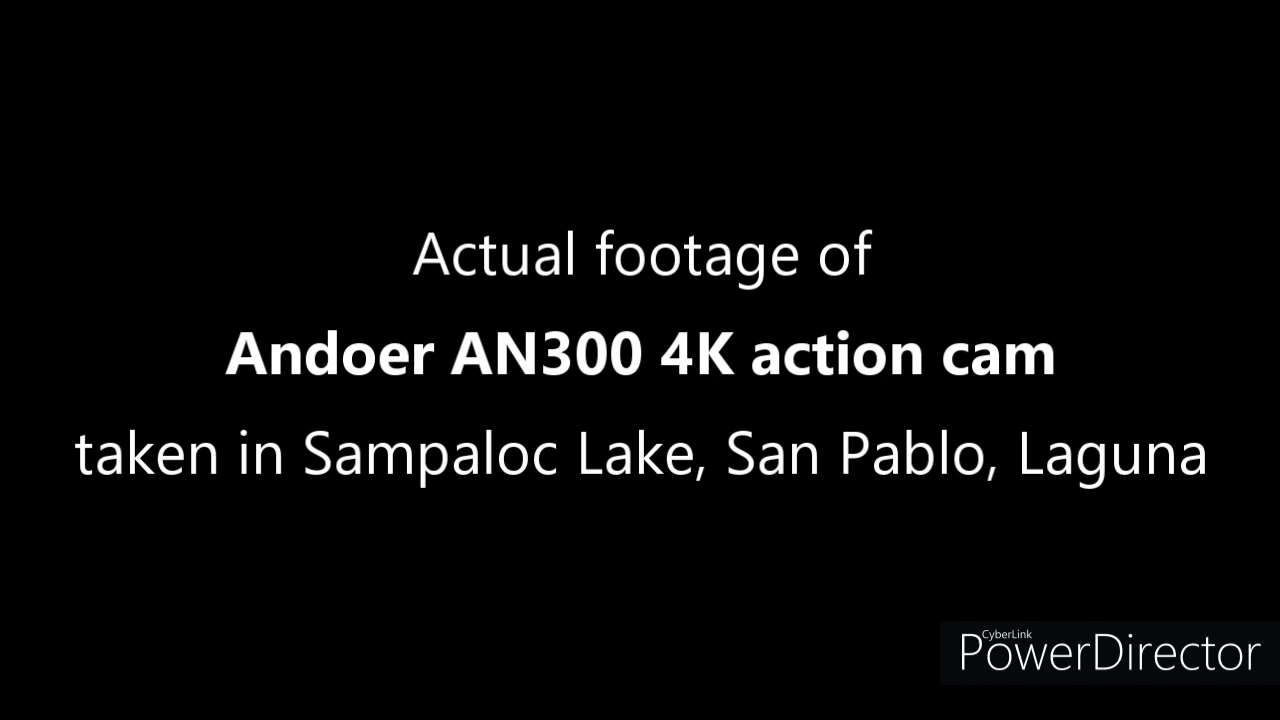 Actual footage of
Andoer AN300 4K action cam
taken in Sampaloc Lake, San Pablo, Laguna
CyberLink
PowerDirector